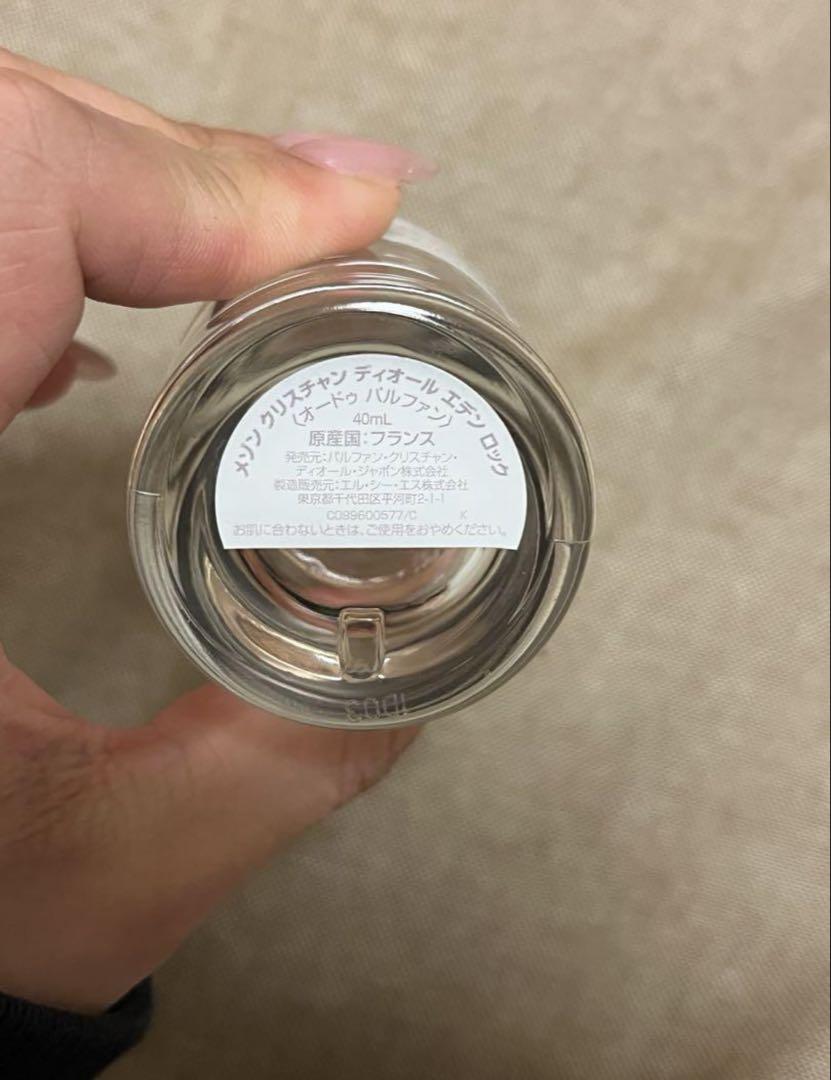 メゾン クリスチャン ディオール エデン ロック
(オードゥ パルファン)
40mL
原産国:フランス
発売元:パルファン・クリスチャン・
ディオール・ジャポン株式会社
製造販売元:エル・シー・エス株式会社
東京都千代田区平河町2-1-1
C099600577/C K
お肌に合わないときは、ご使用をおやめください。
1D03